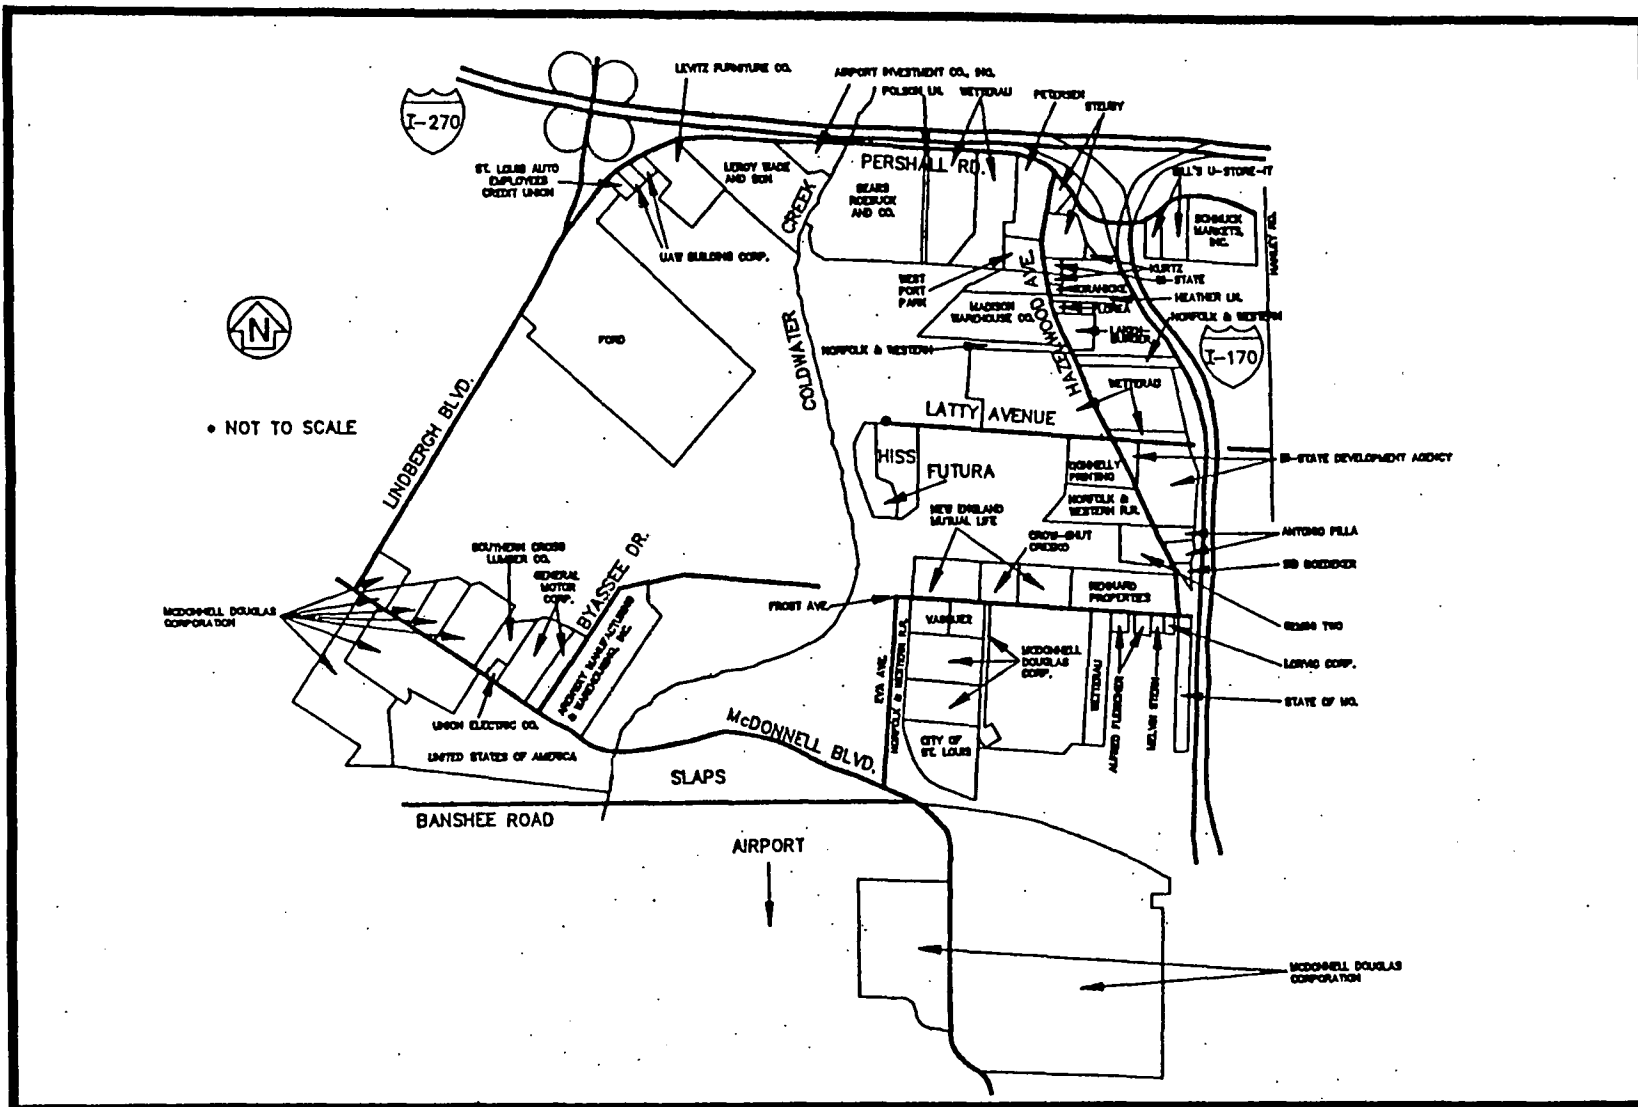 LEVITZ FURNITURE CO.
AIRPORT INVESTMENT CO., INC.
POLSON LN.
WETTERAU
PETERSEN
STELBY
I-270
PERSHALL RD.
ST. LOUIS AUTO
EMPLOYEES
CREDIT UNION
LEROY WADE
AND SON
SEARS
ROEBUCK
AND CO.
BILL'S U-STORE-IT
SCHNUCK
MARKETS,
INC.
HANLEY RD.
CREEK
UAW BUILDING CORP.
WEST
PORT
PARK
KURTZ
BI-STATE
HEATHER LN.
MADISON
WAREHOUSE CO.
HAZELWOOD AVE.
NORFOLK & WESTERN
N
FORD
COLDWATER
NORFOLK & WESTERN
I-170
WETTERAU
• NOT TO SCALE
LINDBERGH BLVD.
LATTY AVENUE
HISS
FUTURA
DONNELLY
PRINTING
BI-STATE DEVELOPMENT AGENCY
NORFOLK &
WESTERN R.R.
NEW ENGLAND
MUTUAL LIFE
ANTONIO PILLA
SOUTHERN CROSS
LUMBER CO.
GENERAL
MOTOR
CORP.
BYASSEE DR.
SID BOEDEKER
MCDONNELL DOUGLAS
CORPORATION
FROST AVE.
PROPERTIES
VASQUEZ
GEMINI TWO
& WAREHOUSING, INC.
MCDONNELL
DOUGLAS
CORP.
LORVIC CORP.
EVA AVE.
NORFOLK & WESTERN R.R.
WETTERAU
ALFRED FLEISCHER
MELVIN STERN
STATE OF MO.
UNION ELECTRIC CO.
UNITED STATES OF AMERICA
McDONNELL BLVD.
CITY OF
ST. LOUIS
SLAPS
BANSHEE ROAD
AIRPORT
MCDONNELL DOUGLAS
CORPORATION